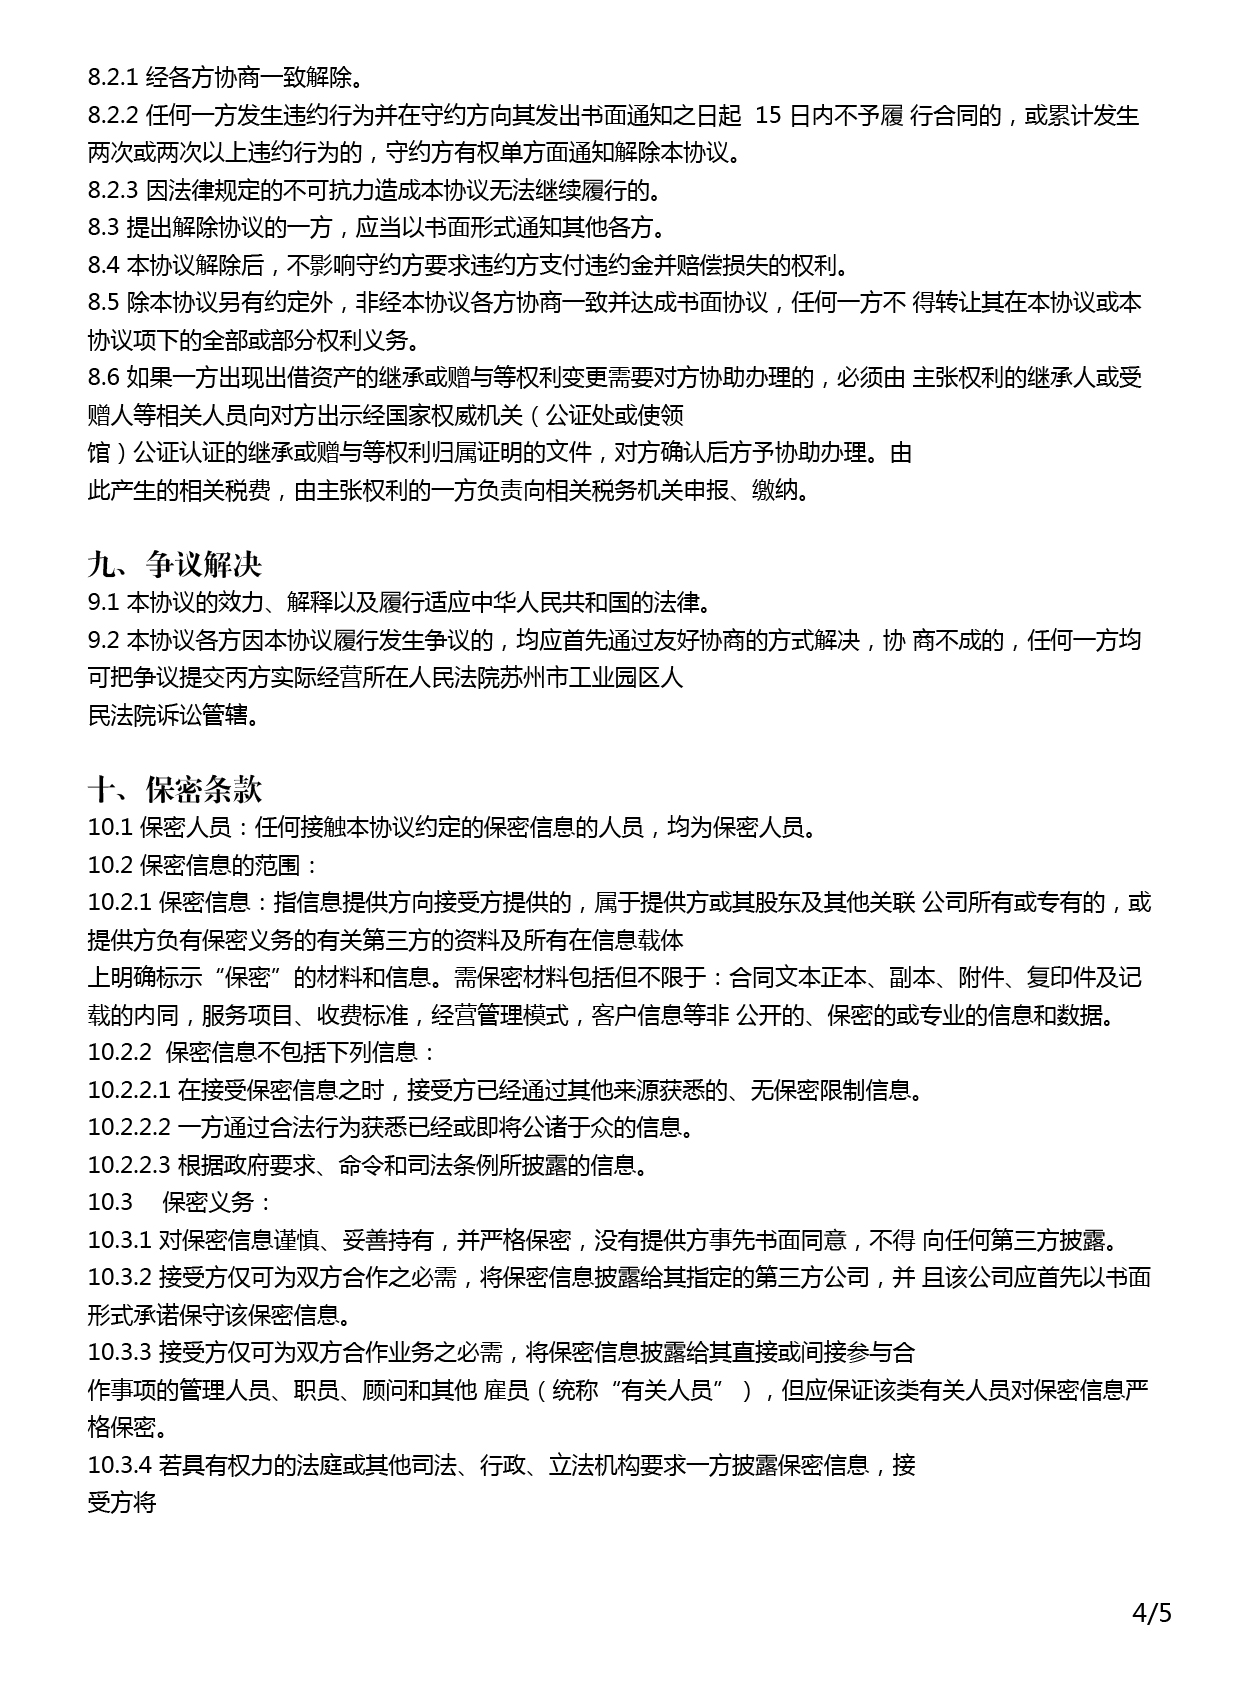 8.2.1 经各方协商一致解除。
8.2.2 任何一方发生违约行为并在守约方向其发出书面通知之日起  15 日内不予履 行合同的，或累计发生
两次或两次以上违约行为的，守约方有权单方面通知解除本协议。
8.2.3 因法律规定的不可抗力造成本协议无法继续履行的。
8.3 提出解除协议的一方，应当以书面形式通知其他各方。
8.4 本协议解除后，不影响守约方要求违约方支付违约金并赔偿损失的权利。
8.5 除本协议另有约定外，非经本协议各方协商一致并达成书面协议，任何一方不 得转让其在本协议或本
协议项下的全部或部分权利义务。
8.6 如果一方出现出借资产的继承或赠与等权利变更需要对方协助办理的，必须由 主张权利的继承人或受
赠人等相关人员向对方出示经国家权威机关（公证处或使领
馆）公证认证的继承或赠与等权利归属证明的文件，对方确认后方予协助办理。由
此产生的相关税费，由主张权利的一方负责向相关税务机关申报、缴纳。
九、争议解决
9.1 本协议的效力、解释以及履行适应中华人民共和国的法律。
9.2 本协议各方因本协议履行发生争议的，均应首先通过友好协商的方式解决，协 商不成的，任何一方均
可把争议提交丙方实际经营所在人民法院苏州市工业园区人
民法院诉讼管辖。
十、保密条款
10.1 保密人员：任何接触本协议约定的保密信息的人员，均为保密人员。
10.2 保密信息的范围：
10.2.1 保密信息：指信息提供方向接受方提供的，属于提供方或其股东及其他关联 公司所有或专有的，或
提供方负有保密义务的有关第三方的资料及所有在信息载体
上明确标示“保密”的材料和信息。需保密材料包括但不限于：合同文本正本、副本、附件、复印件及记
载的内同，服务项目、收费标准，经营管理模式，客户信息等非 公开的、保密的或专业的信息和数据。
10.2.2  保密信息不包括下列信息：
10.2.2.1 在接受保密信息之时，接受方已经通过其他来源获悉的、无保密限制信息。
10.2.2.2 一方通过合法行为获悉已经或即将公诸于众的信息。
10.2.2.3 根据政府要求、命令和司法条例所披露的信息。
10.3    保密义务：
10.3.1 对保密信息谨慎、妥善持有，并严格保密，没有提供方事先书面同意，不得 向任何第三方披露。
10.3.2 接受方仅可为双方合作之必需，将保密信息披露给其指定的第三方公司，并 且该公司应首先以书面
形式承诺保守该保密信息。
10.3.3 接受方仅可为双方合作业务之必需，将保密信息披露给其直接或间接参与合
作事项的管理人员、职员、顾问和其他 雇员（统称“有关人员” ），但应保证该类有关人员对保密信息严
格保密。
10.3.4 若具有权力的法庭或其他司法、行政、立法机构要求一方披露保密信息，接
受方将
4/5